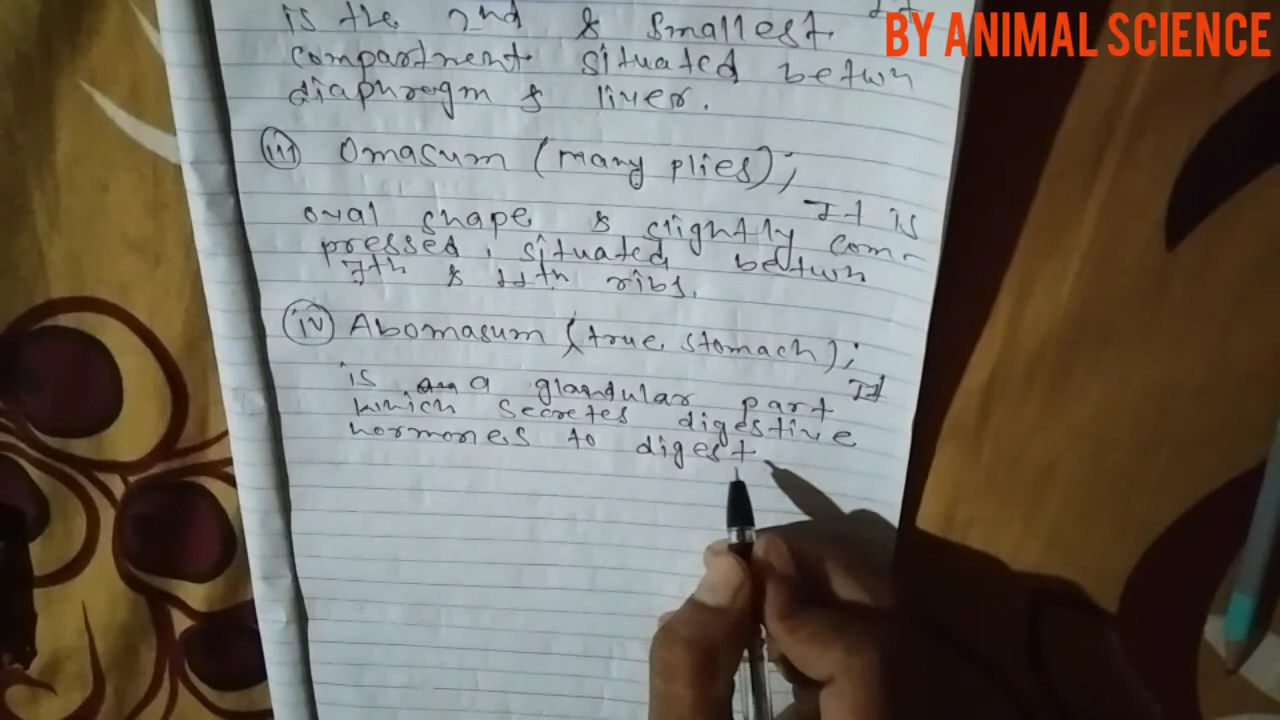 It
is the 2nd & smallest
compartment situated betwn
diaphragm & liver.
(iii) Omasum (many plies);
It is
oval shape & slightly com-
pressed, situated betwn
7th & 11th ribs.
(iv) Abomasum (true stomach);
It
is a glandular part
which secretes digestive
hormones to digest
BY ANIMAL SCIENCE